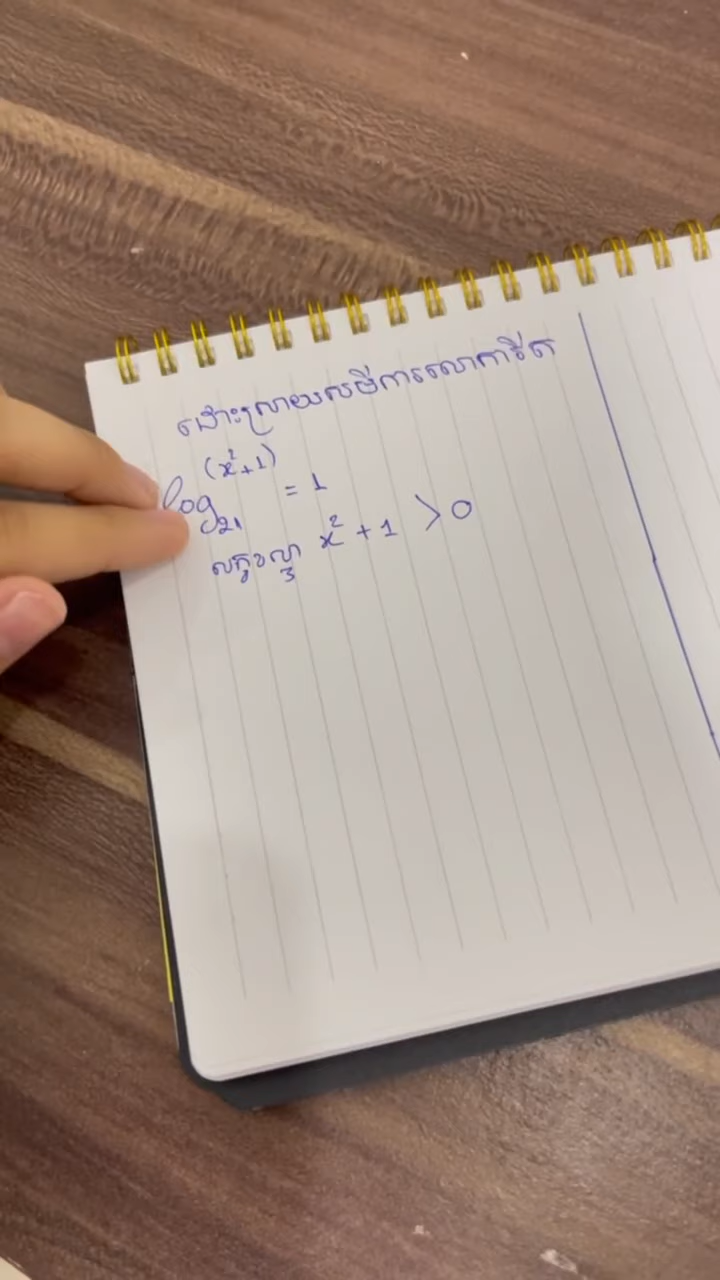 ដោះស្រាយសមីការលោការីត
log₂₁(x²+1) = 1
លក្ខខណ្ឌ x² + 1 > 0